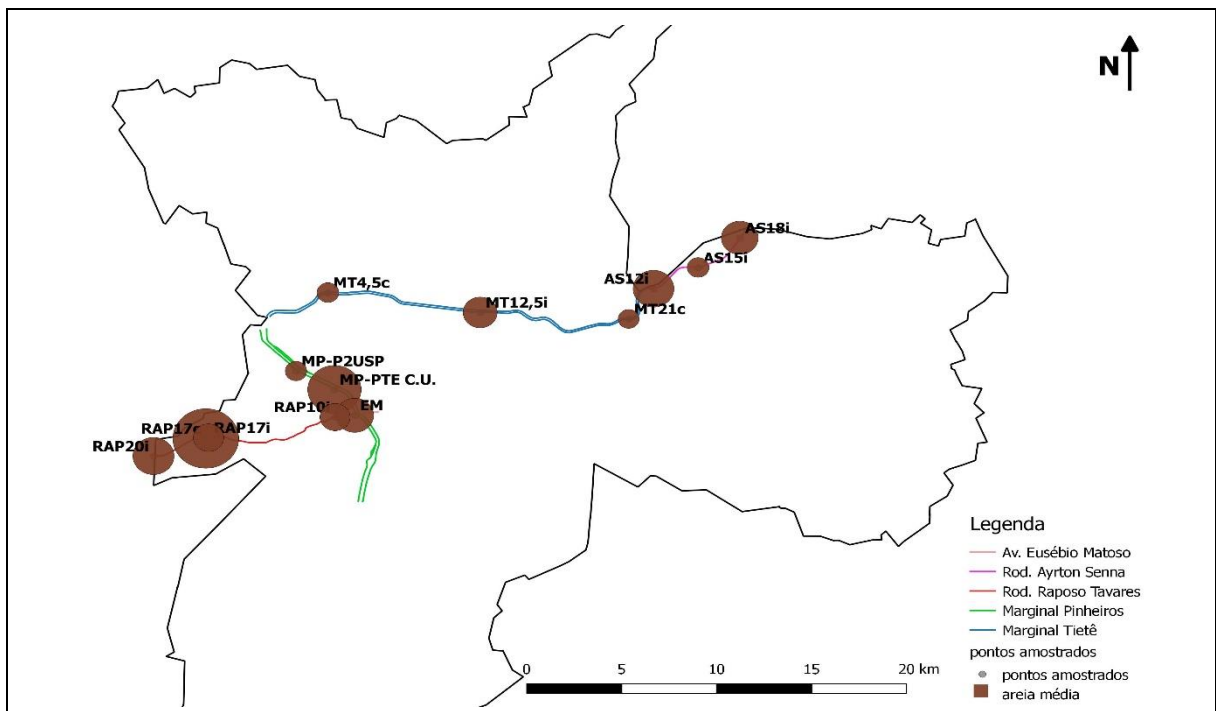 N
AS18i
AS15i
AS12i
MT4,5c
MT12,5i
MT21c
MP-P2USP
MP-PTE C.U.
RAP10i
EM
RAP17c
RAP17i
RAP20i
Legenda
Av. Eusébio Matoso
Rod. Ayrton Senna
Rod. Raposo Tavares
Marginal Pinheiros
Marginal Tietê
pontos amostrados
pontos amostrados
areia média
0 5 10 15 20 km